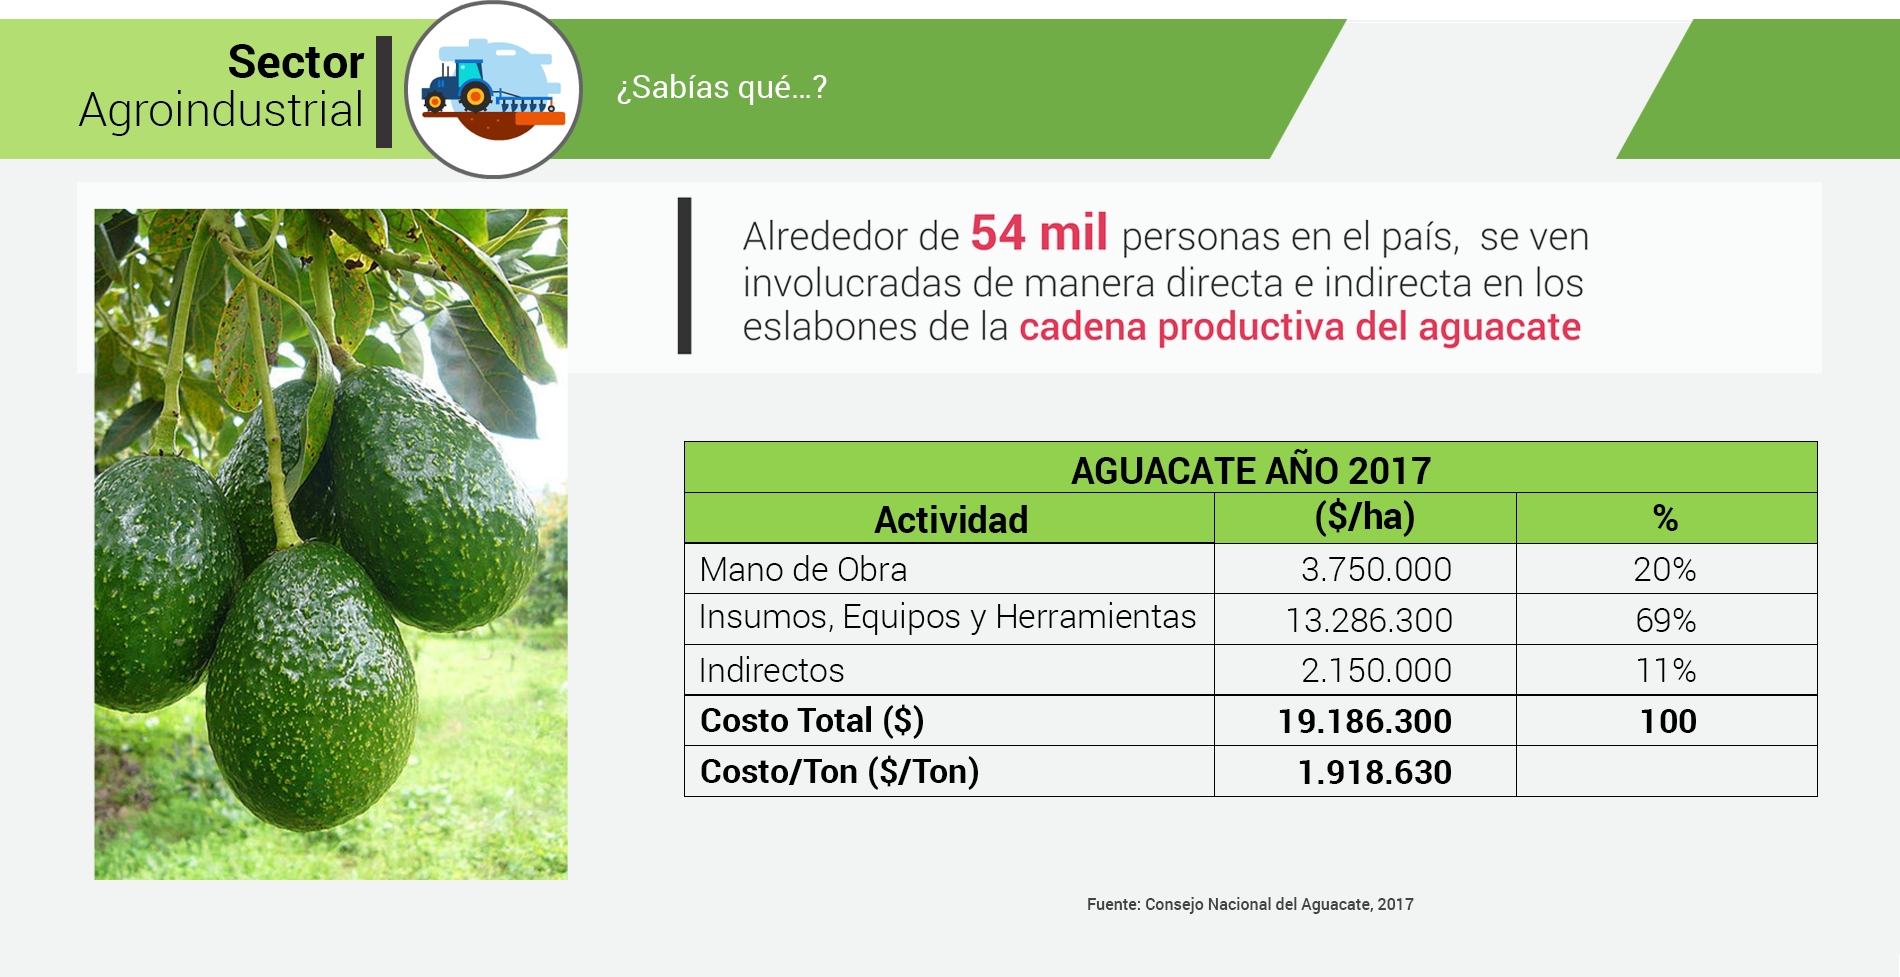 Sector
Agroindustrial
¿Sabías qué...?
Alrededor de 54 mil personas en el país, se ven
involucradas de manera directa e indirecta en los
eslabones de la cadena productiva del aguacate
AGUACATE AÑO 2017
Actividad ($/ha) %
Mano de Obra 3.750.000 20%
Insumos, Equipos y Herramientas 13.286.300 69%
Indirectos 2.150.000 11%
Costo Total ($) 19.186.300 100
Costo/Ton ($/Ton) 1.918.630
Fuente: Consejo Nacional del Aguacate, 2017